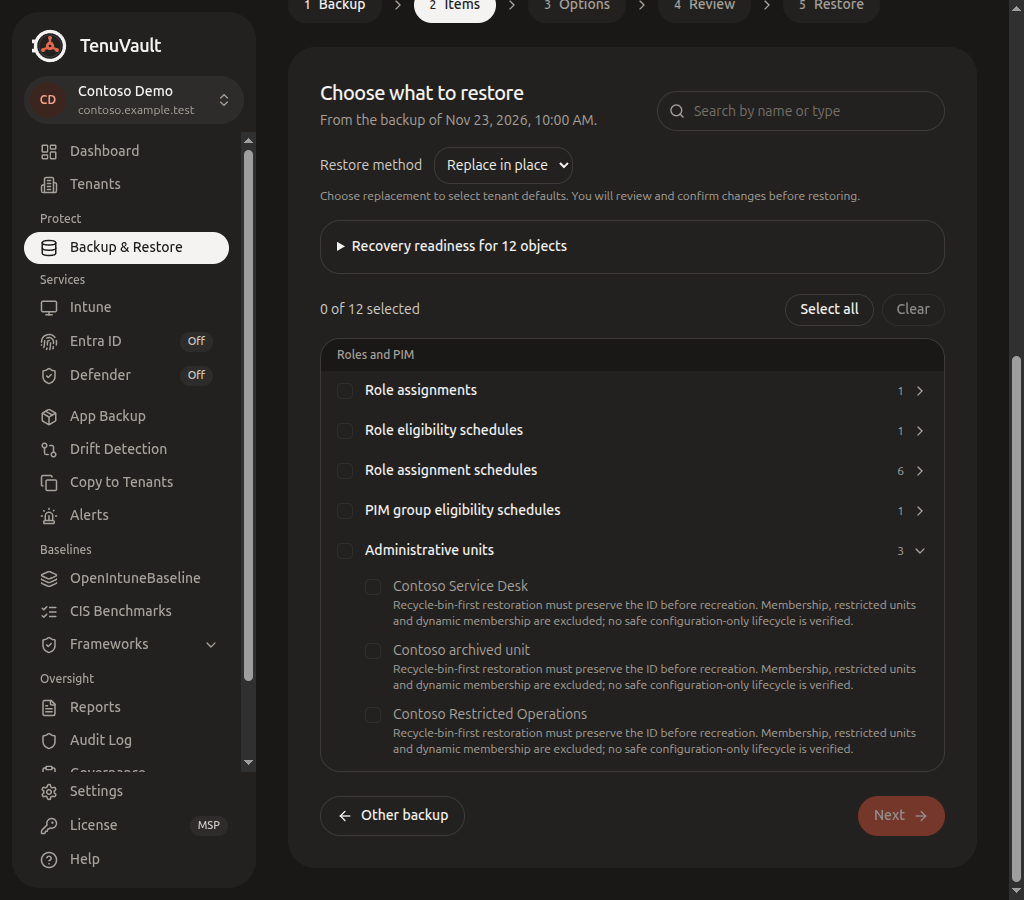 TenuVault
CD
Contoso Demo
contoso.example.test
Dashboard
Tenants
Protect
Backup & Restore
Services
Intune
Entra ID Off
Defender Off
App Backup
Drift Detection
Copy to Tenants
Alerts
Baselines
OpenIntuneBaseline
CIS Benchmarks
Frameworks
Oversight
Reports
Audit Log
Governance
Settings
License MSP
Help
1 Backup
2 Items
3 Options
4 Review
5 Restore
Choose what to restore
From the backup of Nov 23, 2026, 10:00 AM.
Search by name or type
Restore method Replace in place
Choose replacement to select tenant defaults. You will review and confirm changes before restoring.
Recovery readiness for 12 objects
0 of 12 selected
Select all
Clear
Roles and PIM
Role assignments 1
Role eligibility schedules 1
Role assignment schedules 6
PIM group eligibility schedules 1
Administrative units 3
Contoso Service Desk
Recycle-bin-first restoration must preserve the ID before recreation. Membership, restricted units
and dynamic membership are excluded; no safe configuration-only lifecycle is verified.
Contoso archived unit
Recycle-bin-first restoration must preserve the ID before recreation. Membership, restricted units
and dynamic membership are excluded; no safe configuration-only lifecycle is verified.
Contoso Restricted Operations
Recycle-bin-first restoration must preserve the ID before recreation. Membership, restricted units
and dynamic membership are excluded; no safe configuration-only lifecycle is verified.
Other backup
Next